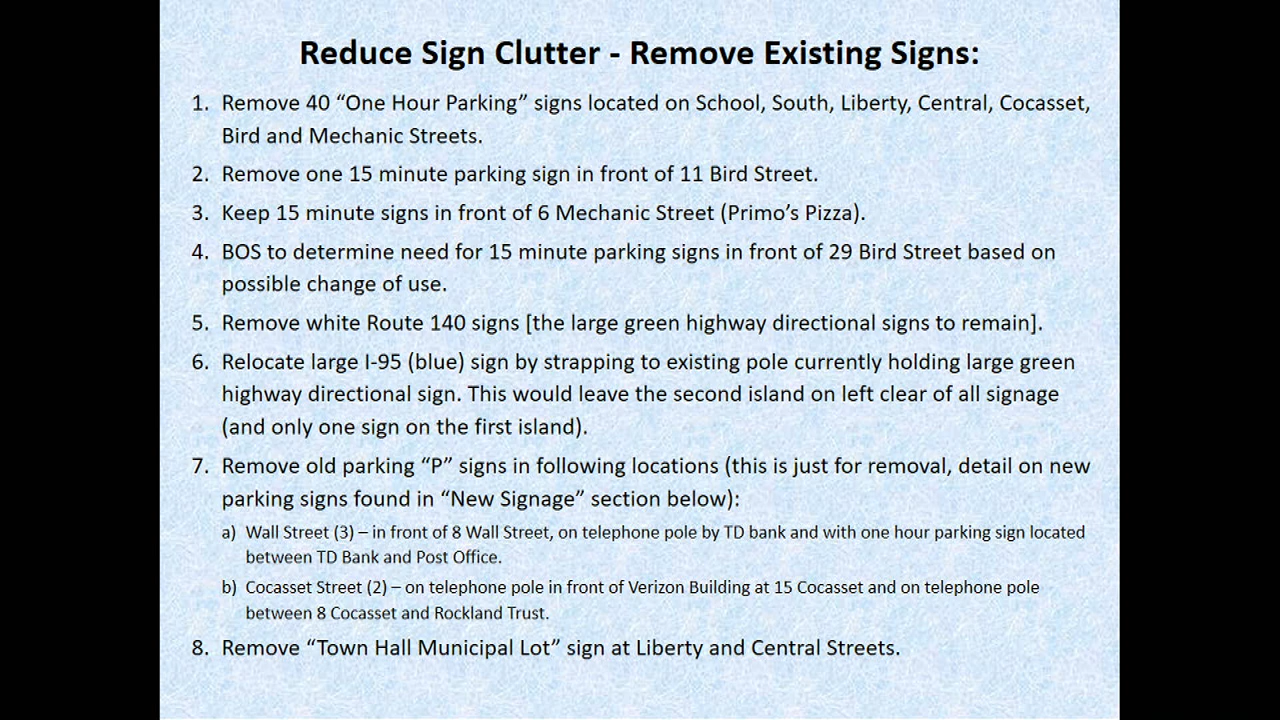 Reduce Sign Clutter - Remove Existing Signs:
1. Remove 40 “One Hour Parking” signs located on School, South, Liberty, Central, Cocasset,
Bird and Mechanic Streets.
2. Remove one 15 minute parking sign in front of 11 Bird Street.
3. Keep 15 minute signs in front of 6 Mechanic Street (Primo’s Pizza).
4. BOS to determine need for 15 minute parking signs in front of 29 Bird Street based on
possible change of use.
5. Remove white Route 140 signs [the large green highway directional signs to remain].
6. Relocate large I-95 (blue) sign by strapping to existing pole currently holding large green
highway directional sign. This would leave the second island on left clear of all signage
(and only one sign on the first island).
7. Remove old parking “P” signs in following locations (this is just for removal, detail on new
parking signs found in “New Signage” section below):
a) Wall Street (3) – in front of 8 Wall Street, on telephone pole by TD bank and with one hour parking sign located
between TD Bank and Post Office.
b) Cocasset Street (2) – on telephone pole in front of Verizon Building at 15 Cocasset and on telephone pole
between 8 Cocasset and Rockland Trust.
8. Remove “Town Hall Municipal Lot” sign at Liberty and Central Streets.